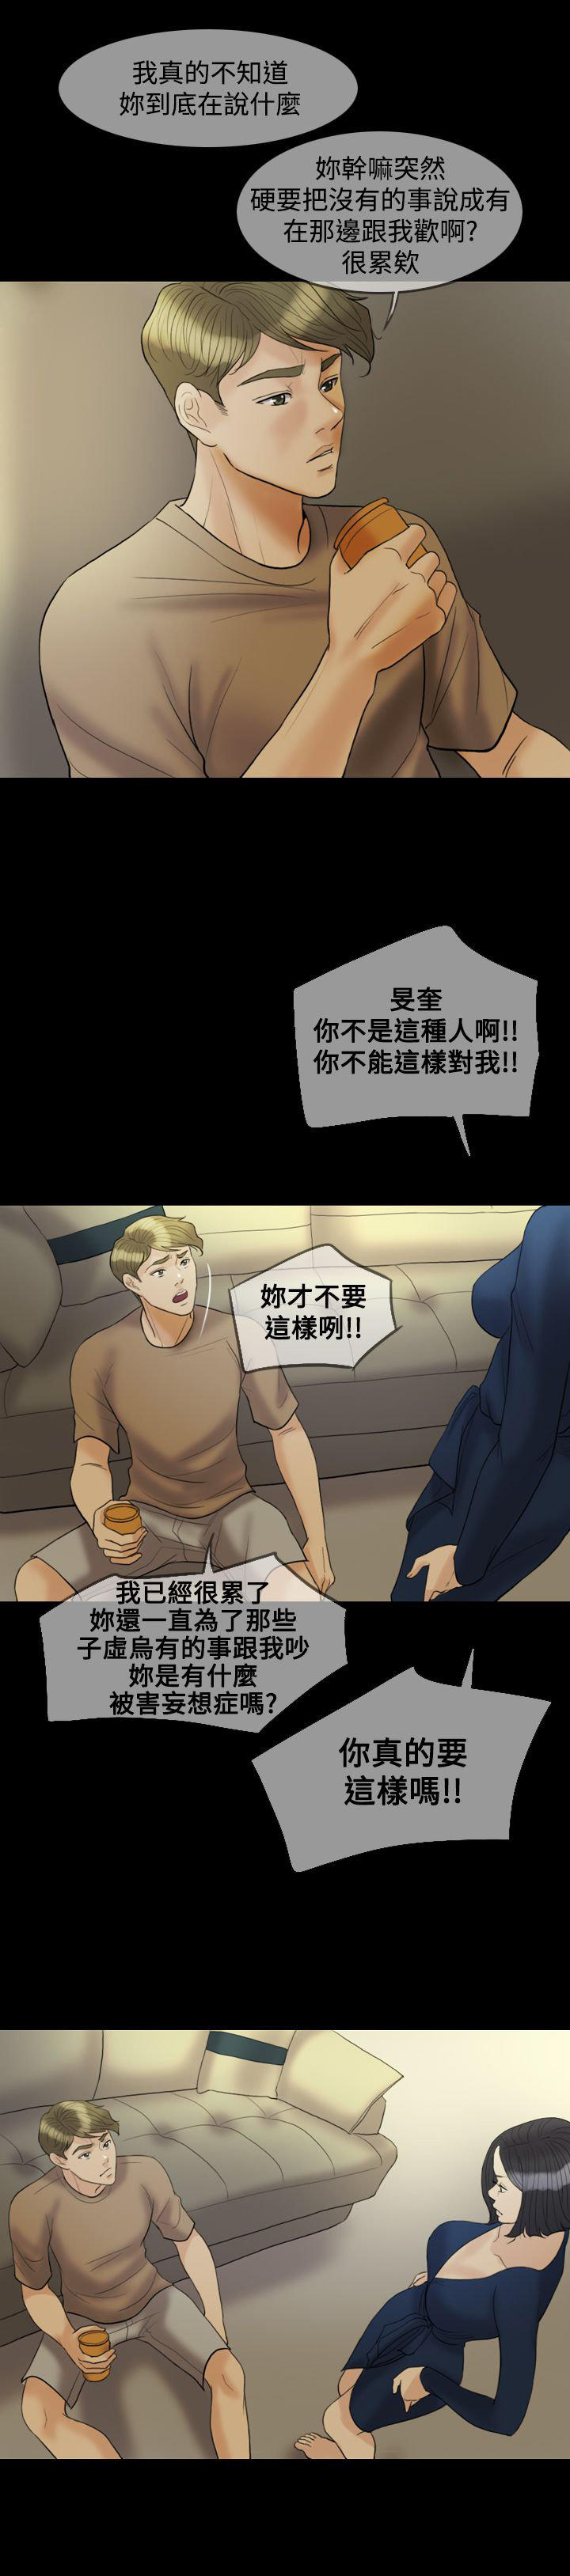 我真的不知道
妳到底在說什麼
妳幹嘛突然
硬要把沒有的事說成有
在那邊跟我歡啊?
很累欸
旻奎
你不是這種人啊!!
你不能這樣對我!!
妳才不要
這樣咧!!
我已經很累了
妳還一直為了那些
子虛烏有的事跟我吵
妳是有什麼
被害妄想症嗎?
你真的要
這樣嗎!!